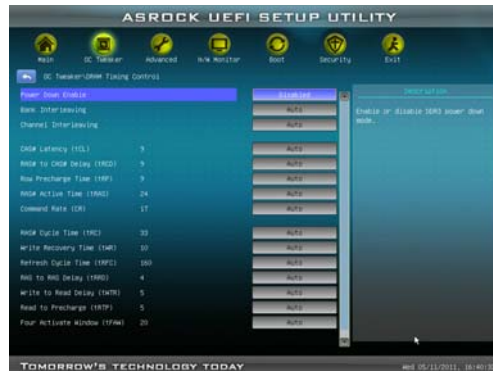 ASROCK UEFI SETUP UTILITY
Main OC Tweaker Advanced H/W Monitor Boot Security Exit
OC Tweaker\DRAM Timing Control
Power Down Enable Disabled
Bank Interleaving Auto
Channel Interleaving Auto
CAS# Latency (tCL) 9 Auto
RAS# to CAS# Delay (tRCD) 9 Auto
Row Precharge Time (tRP) 9 Auto
RAS# Active Time (tRAS) 24 Auto
Command Rate (CR) 1T Auto
RAS# Cycle Time (tRC) 33 Auto
Write Recovery Time (tWR) 10 Auto
Refresh Cycle Time (tRFC) 160 Auto
RAS to RAS Delay (tRRD) 4 Auto
Write to Read Delay (tWTR) 5 Auto
Read to Precharge (tRTP) 5 Auto
Four Activate Window (tFAW) 20 Auto
Description
Enable or disable DDR3 power down
mode.
TOMORROW'S TECHNOLOGY TODAY
Wed 05/11/2011, 16:40:1